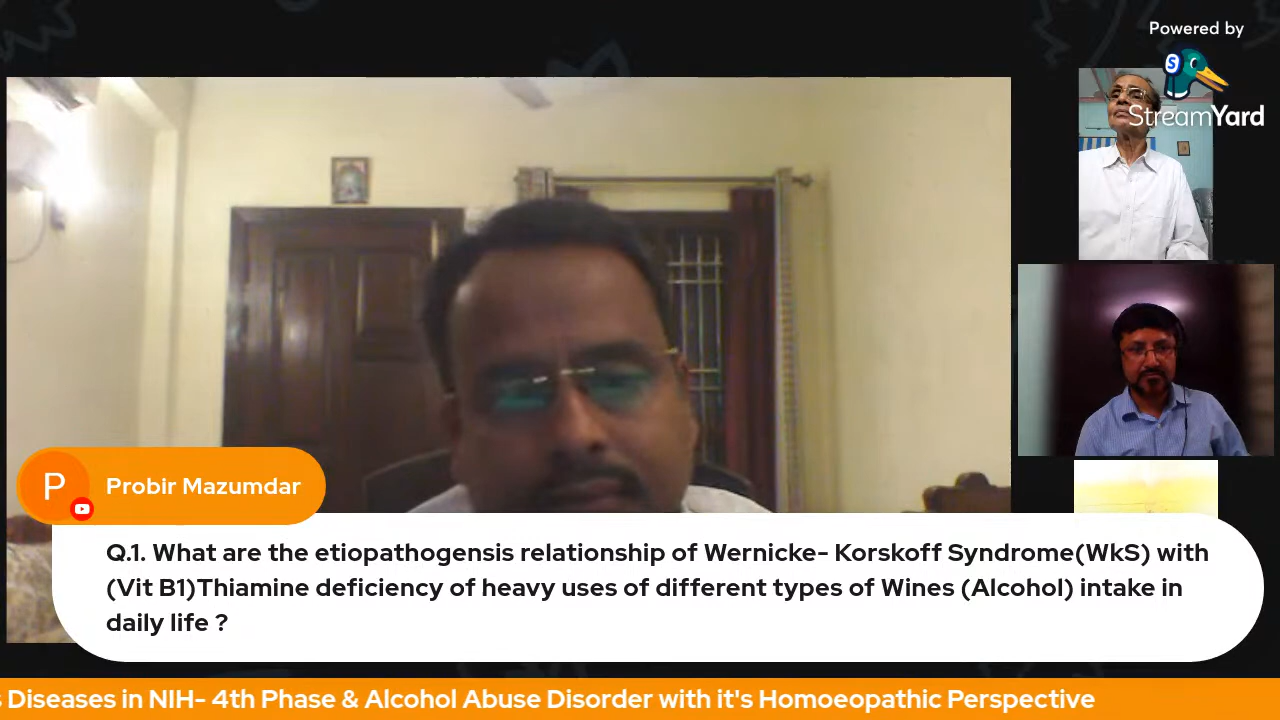 Powered by
S
StreamYard
P
Probir Mazumdar
Q.1. What are the etiopathogensis relationship of Wernicke- Korskoff Syndrome(WkS) with
(Vit B1)Thiamine deficiency of heavy uses of different types of Wines (Alcohol) intake in
daily life ?
s Diseases in NIH- 4th Phase & Alcohol Abuse Disorder with it's Homoeopathic Perspective